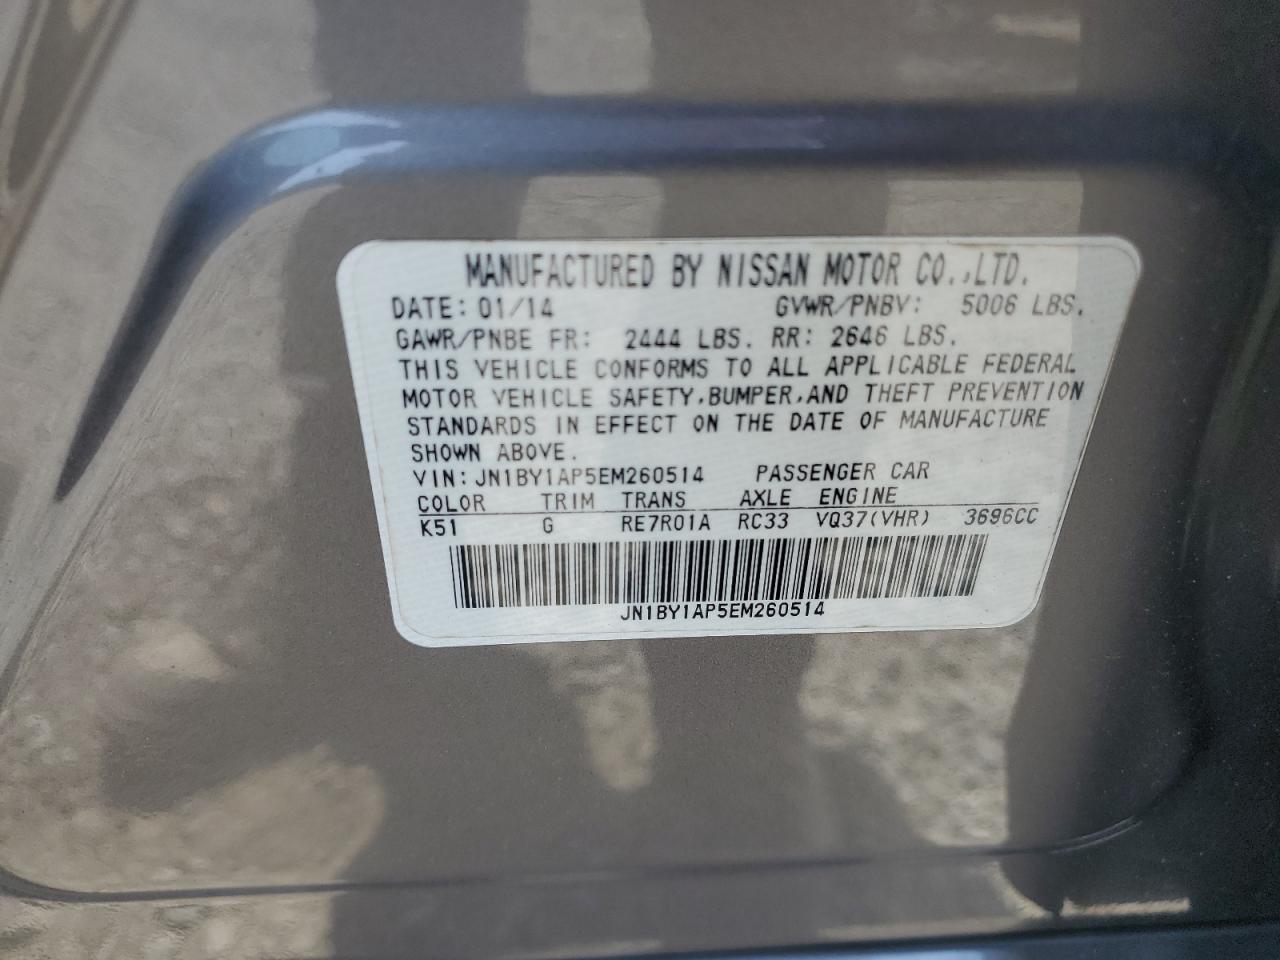 MANUFACTURED BY NISSAN MOTOR CO.,LTD.
DATE: 01/14 GVWR/PNBV: 5006 LBS.
GAWR/PNBE FR: 2444 LBS. RR: 2646 LBS.
THIS VEHICLE CONFORMS TO ALL APPLICABLE FEDERAL
MOTOR VEHICLE SAFETY,BUMPER,AND THEFT PREVENTION
STANDARDS IN EFFECT ON THE DATE OF MANUFACTURE
SHOWN ABOVE.
VIN: JN1BY1AP5EM260514 PASSENGER CAR
COLOR TRIM TRANS AXLE ENGINE
K51 G RE7R01A RC33 VQ37(VHR) 3696CC
JN1BY1AP5EM260514